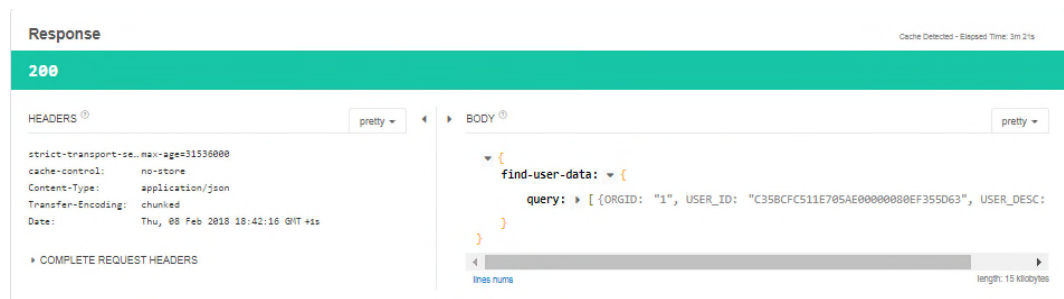 Response
Cache Detected - Elapsed Time: 3m 21s
200
HEADERS ?
pretty
BODY ?
pretty
strict-transport-se… max-age=31536000
cache-control: no-store
Content-Type: application/json
Transfer-Encoding: chunked
Date: Thu, 08 Feb 2018 18:42:16 GMT +1s
COMPLETE REQUEST HEADERS
{
find-user-data: {
query: [ {ORGID: "1", USER_ID: "C35BCFC511E705AE00000080EF355D63", USER_DESC:
}
}
lines nums
length: 15 kilobytes